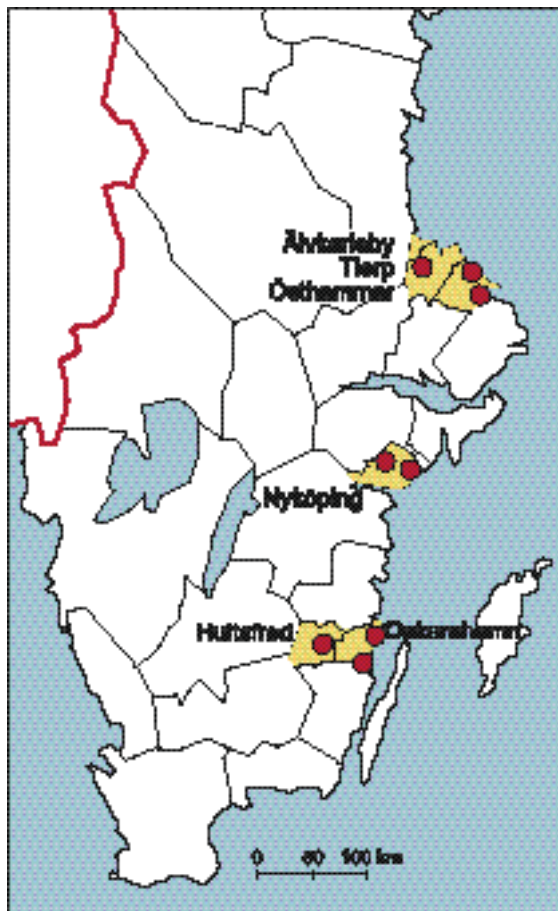 Älvkarleby
Tierp
Östhammar
Nyköping
Hultsfred
Oskarshamn
0 50 100 km